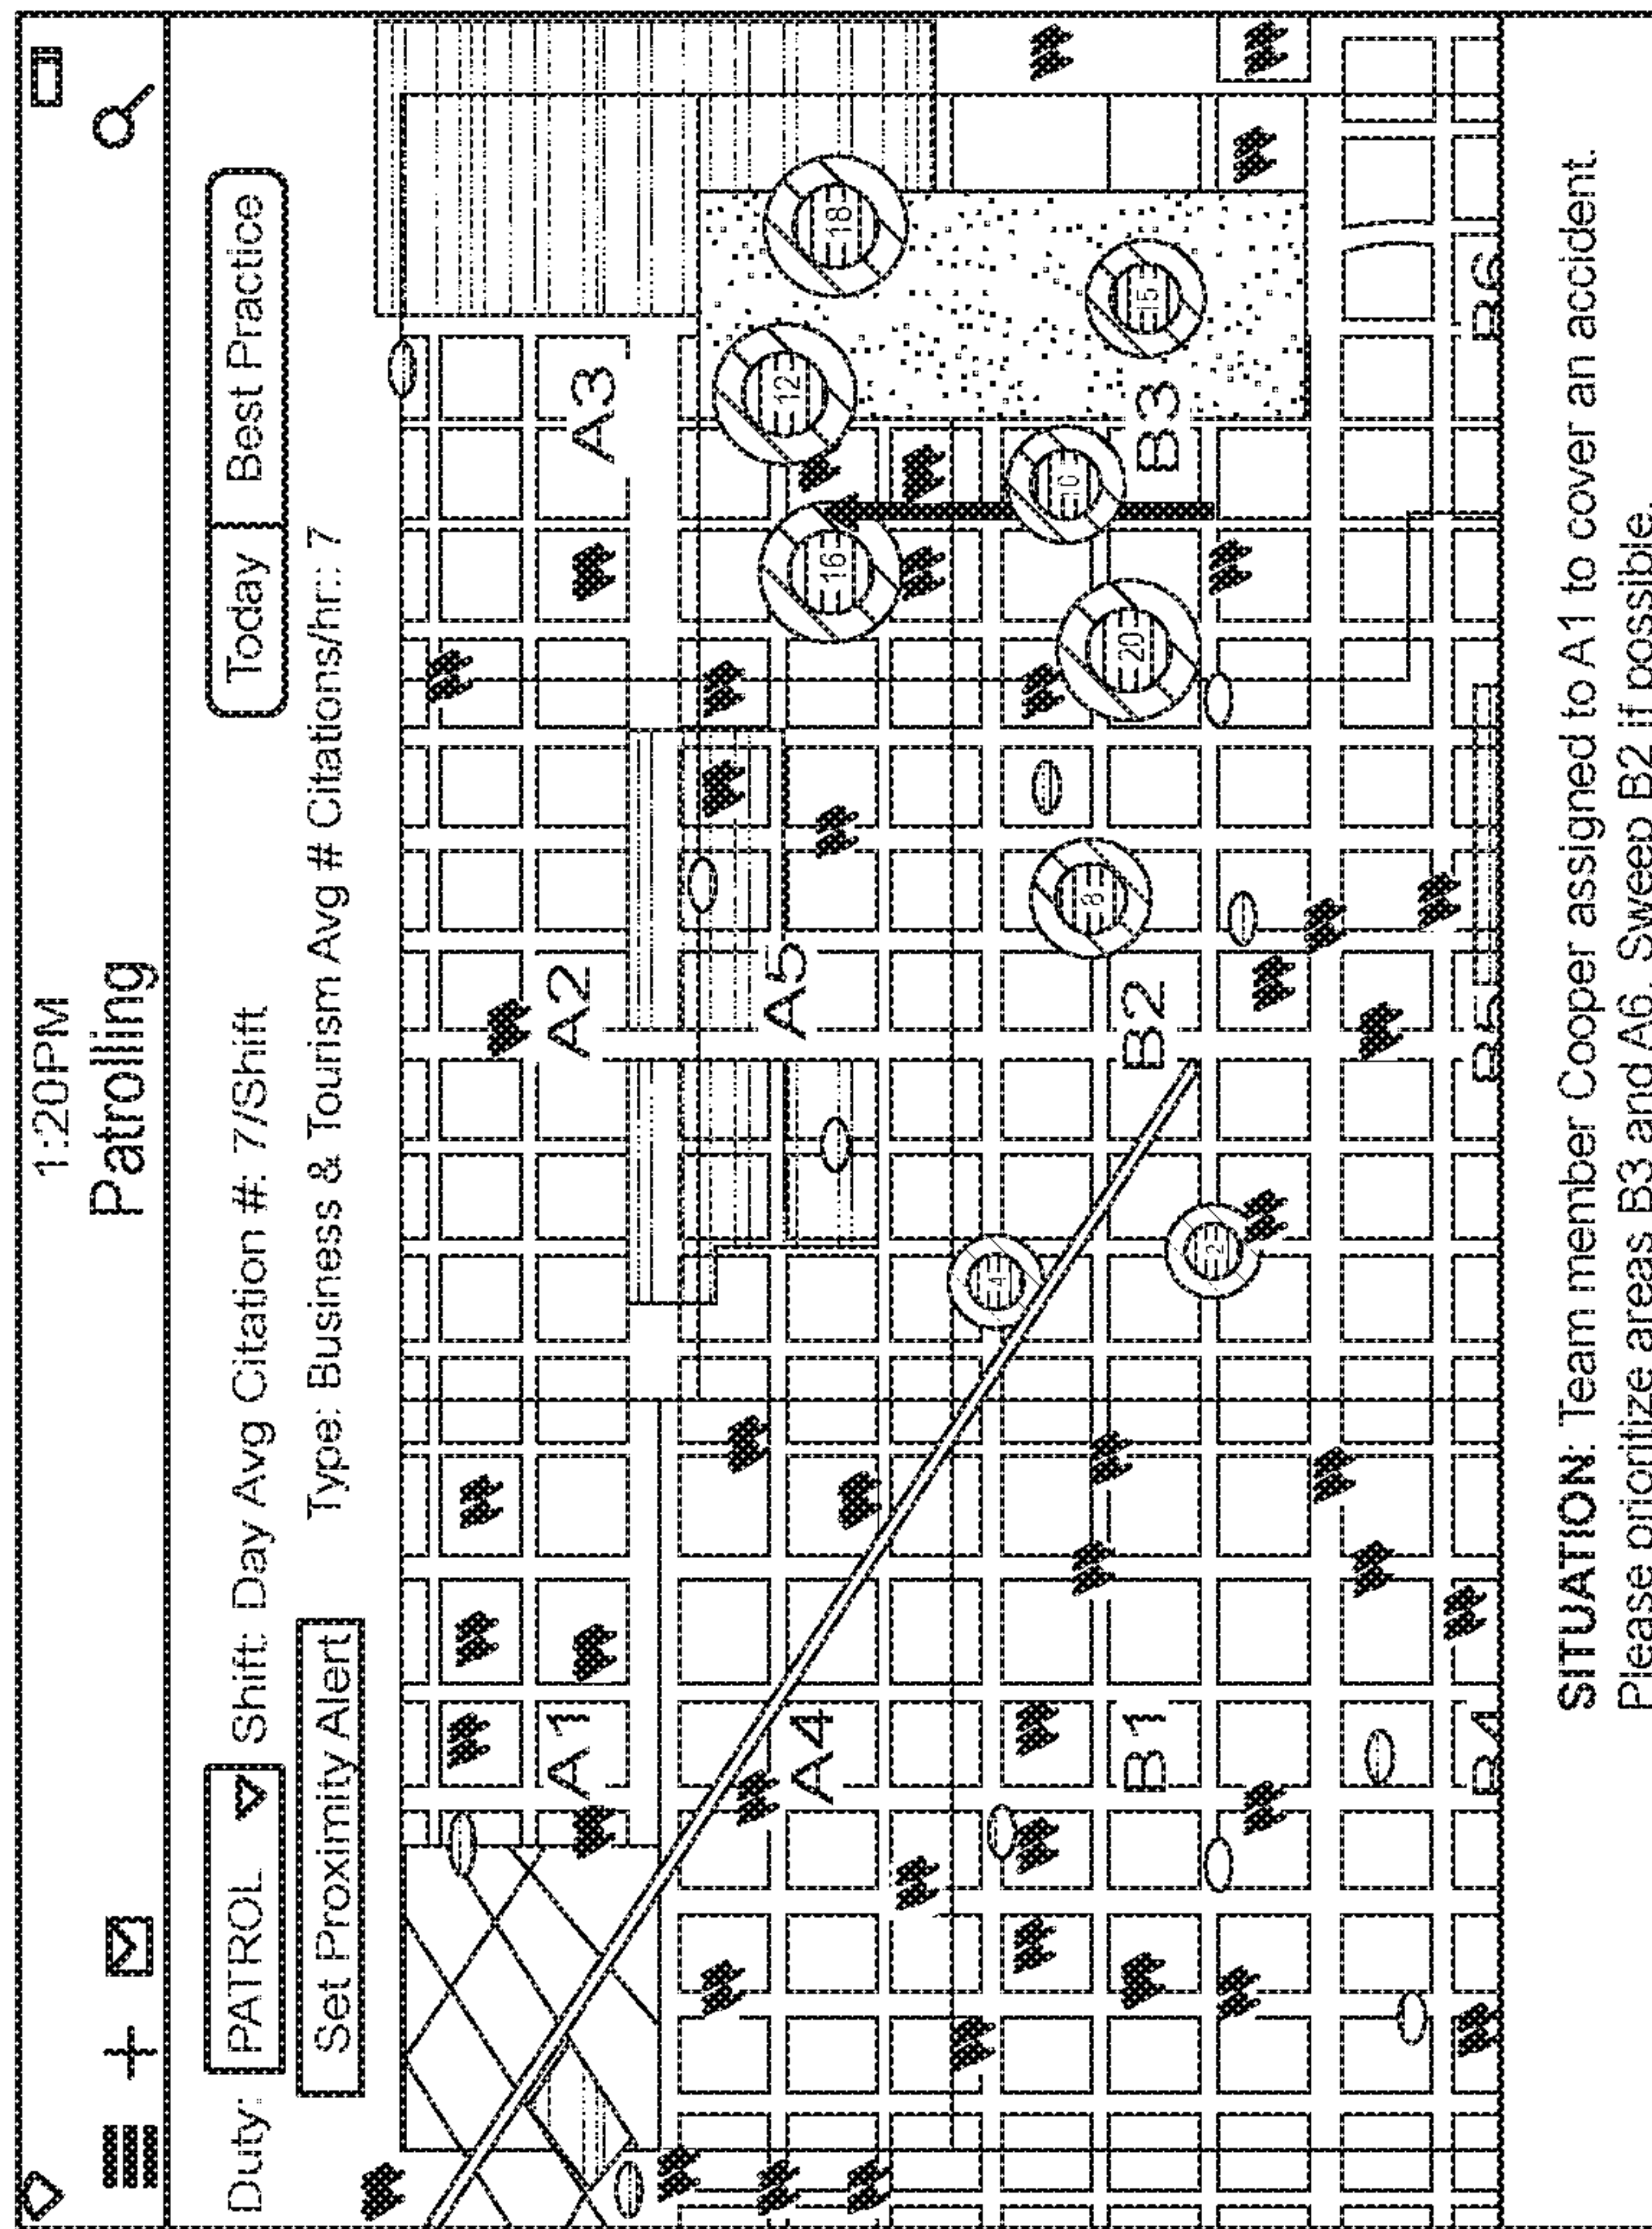 1:20PM
Patrolling
Duty: PATROL Shift: Day Avg Citation #: 7/Shift Today Best Practice
Set Proximity Alert Type: Business & Tourism Avg # Citations/hr:: 7
A1
A2
A3
A4
A5
18
12
16
10
15
20
8
4
2
B1
B2
B3
B4
B5
B6
SITUATION: Team member Cooper assigned to A1 to cover an accident.
Please prioritize areas B3 and A6. Sweep B2 if possible.